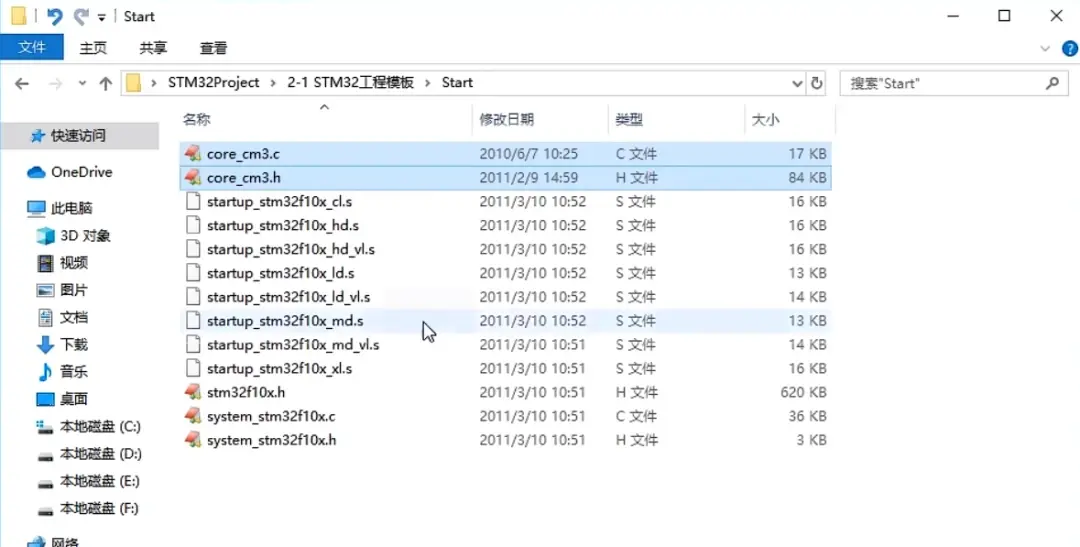 Start
文件 主页 共享 查看
STM32Project 2-1 STM32工程模板 Start 搜索"Start"
名称 修改日期 类型 大小
快速访问
OneDrive
此电脑
3D 对象
视频
图片
文档
下载
音乐
桌面
本地磁盘 (C:)
本地磁盘 (D:)
本地磁盘 (E:)
本地磁盘 (F:)
网络
core_cm3.c 2010/6/7 10:25 C 文件 17 KB
core_cm3.h 2011/2/9 14:59 H 文件 84 KB
startup_stm32f10x_cl.s 2011/3/10 10:52 S 文件 16 KB
startup_stm32f10x_hd.s 2011/3/10 10:52 S 文件 16 KB
startup_stm32f10x_hd_vl.s 2011/3/10 10:52 S 文件 16 KB
startup_stm32f10x_ld.s 2011/3/10 10:52 S 文件 13 KB
startup_stm32f10x_ld_vl.s 2011/3/10 10:52 S 文件 14 KB
startup_stm32f10x_md.s 2011/3/10 10:52 S 文件 13 KB
startup_stm32f10x_md_vl.s 2011/3/10 10:52 S 文件 14 KB
startup_stm32f10x_xl.s 2011/3/10 10:52 S 文件 16 KB
stm32f10x.h 2011/3/10 10:51 H 文件 620 KB
system_stm32f10x.c 2011/3/10 10:51 C 文件 36 KB
system_stm32f10x.h 2011/3/10 10:51 H 文件 3 KB